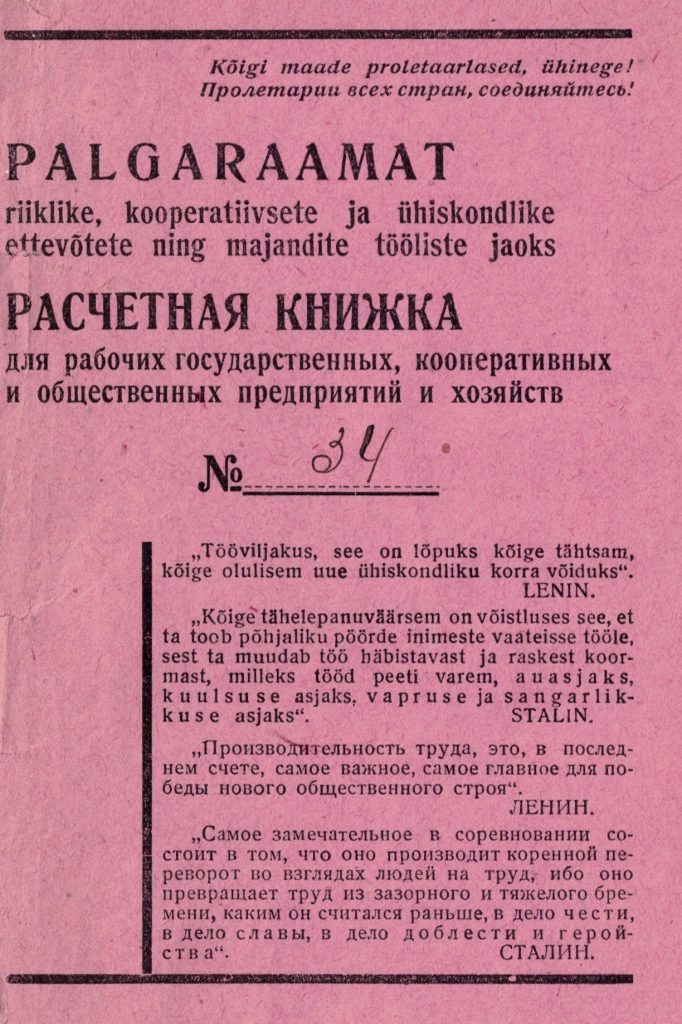 Kõigi maade proletaarlased, ühinege!
Пролетарии всех стран, соединяйтесь!
PALGARAAMAT
riiklike, kooperatiivsete ja ühiskondlike
ettevõtete ning majandite tööliste jaoks
РАСЧЕТНАЯ КНИЖКА
для рабочих государственных, кооперативных
и общественных предприятий и хозяйств
№ 34
„Tööviljakus, see on lõpuks kõige tähtsam,
kõige olulisem uue ühiskondliku korra võiduks“.
LENIN.
„Kõige tähelepanuväärsem on võistluses see, et
ta toob põhjaliku pöörde inimeste vaateisse tööle,
sest ta muudab töö häbistavast ja raskest koor-
mast, milleks tööd peeti varem, auasjaks,
kuulsuse asjaks, vapruse ja sangarlik-
kuse asjaks“. STALIN.
„Производительность труда, это, в послед-
нем счете, самое важное, самое главное для по-
беды нового общественного строя“.
ЛЕНИН.
„Самое замечательное в соревновании со-
стоит в том, что оно производит коренной пе-
реворот во взглядах людей на труд, ибо оно
превращает труд из зазорного и тяжелого бре-
мени, каким он считался раньше, в дело чести,
в дело славы, в дело доблести и герой-
ства“. СТАЛИН.